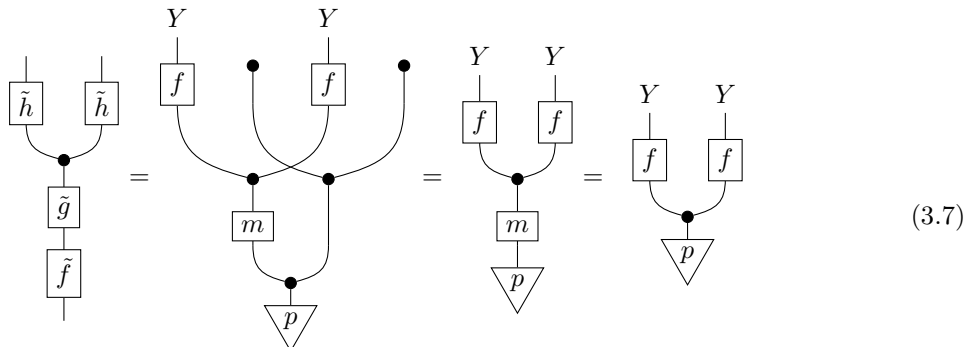 Y Y
h̃ h̃ f f Y Y
f f Y Y
f f
= = = (3.7)
g̃ m m
f̃ p
p p